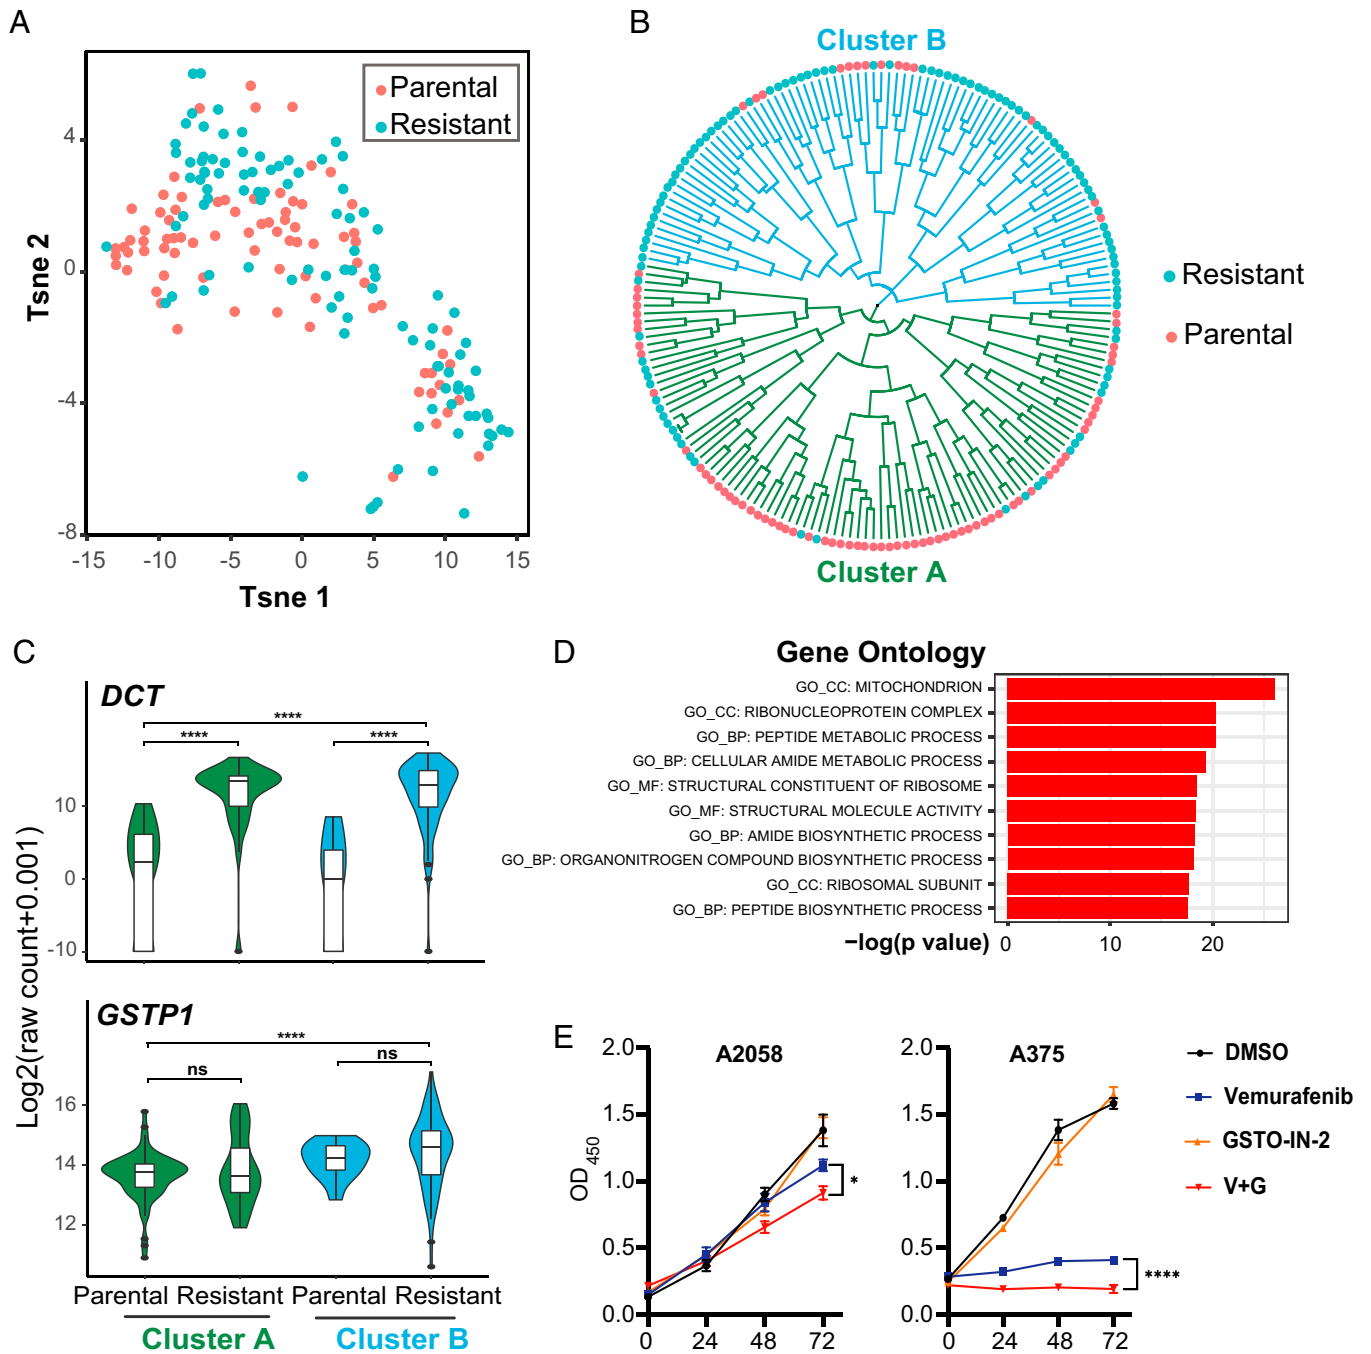 A
Parental
Resistant
4
0
-4
-8
-15
-10
-5
0
5
10
15
Tsne 2
Tsne 1
B
Cluster B
Cluster A
Resistant
Parental
C
Log2(raw count+0.001)
DCT
****
**** ****
10
0
-10
GSTP1
****
ns ns
16
14
12
Parental Resistant Parental Resistant
Cluster A Cluster B
D
Gene Ontology
GO_CC: MITOCHONDRION
GO_CC: RIBONUCLEOPROTEIN COMPLEX
GO_BP: PEPTIDE METABOLIC PROCESS
GO_BP: CELLULAR AMIDE METABOLIC PROCESS
GO_MF: STRUCTURAL CONSTITUENT OF RIBOSOME
GO_MF: STRUCTURAL MOLECULE ACTIVITY
GO_BP: AMIDE BIOSYNTHETIC PROCESS
GO_BP: ORGANONITROGEN COMPOUND BIOSYNTHETIC PROCESS
GO_CC: RIBOSOMAL SUBUNIT
GO_BP: PEPTIDE BIOSYNTHETIC PROCESS
−log(p value) 0 10 20
E
OD450
A2058
2.0
1.5
1.0
0.5
0.0
0 24 48 72
*
A375
2.0
1.5
1.0
0.5
0.0
0 24 48 72
****
DMSO
Vemurafenib
GSTO-IN-2
V+G